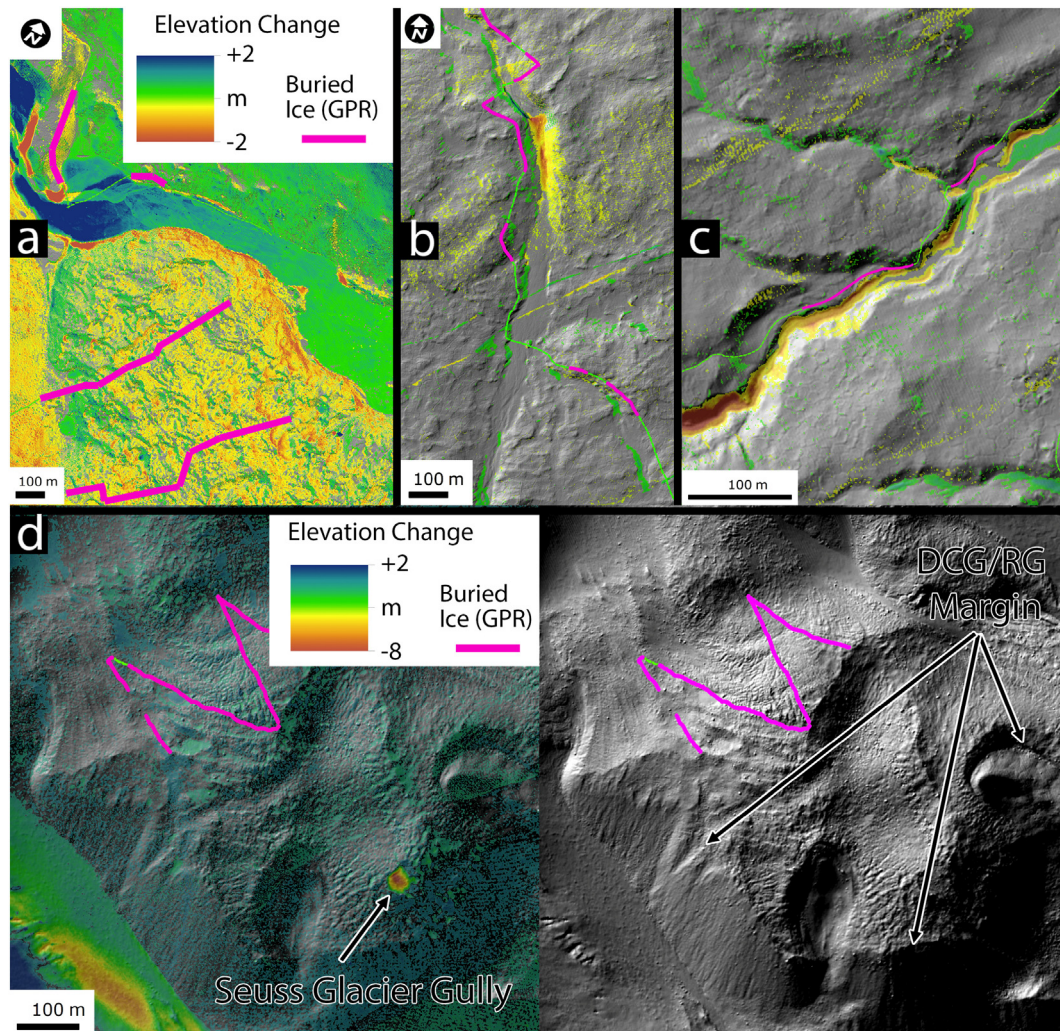 N
Elevation Change
+2
m
-2
Buried
Ice (GPR)
a
100 m
N
b
100 m
c
100 m
d
Elevation Change
+2
m
-8
Buried
Ice (GPR)
DCG/RG
Margin
Seuss Glacier Gully
100 m